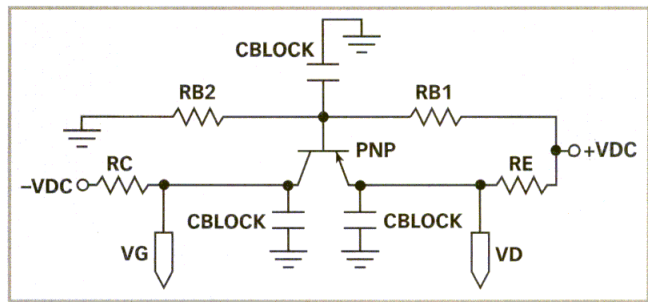 CBLOCK
RB2
RB1
PNP
+VDC
RC
RE
–VDC
CBLOCK
CBLOCK
VG
VD